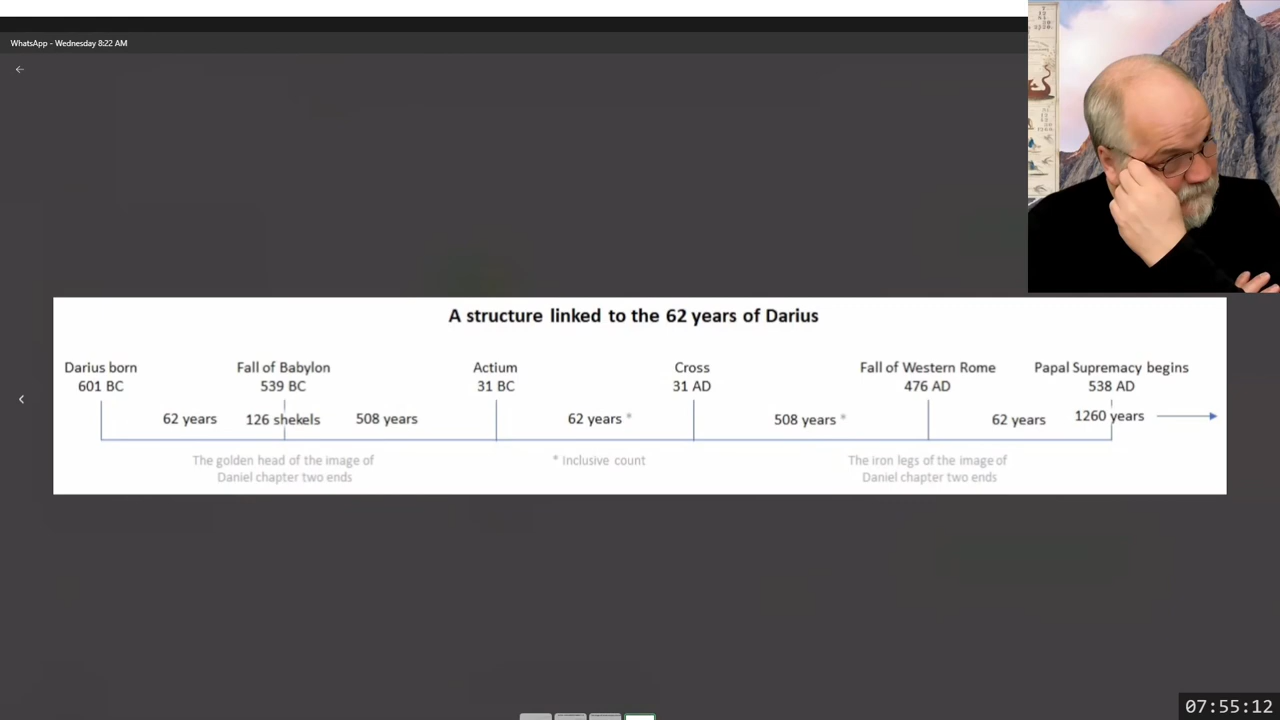 WhatsApp - Wednesday 8:22 AM
A structure linked to the 62 years of Darius
Darius born
601 BC
Fall of Babylon
539 BC
Actium
31 BC
Cross
31 AD
Fall of Western Rome
476 AD
Papal Supremacy begins
538 AD
62 years
126 shekels
508 years
62 years *
508 years *
62 years
1260 years
The golden head of the image of
Daniel chapter two ends
* Inclusive count
The iron legs of the image of
Daniel chapter two ends
07:55:12